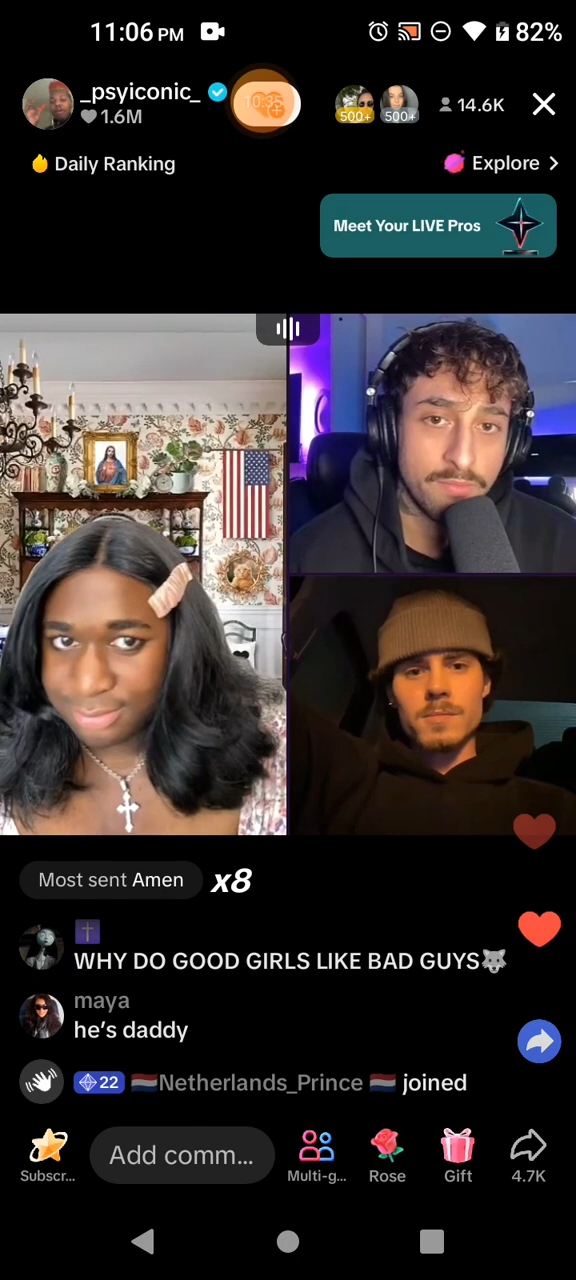 11:06 PM
82%
_psyiconic_
1.6M
10:35
500+
500+
14.6K
Daily Ranking
Explore >
Meet Your LIVE Pros
Most sent Amen x8
WHY DO GOOD GIRLS LIKE BAD GUYS🐺
maya
he’s daddy
22 🇳🇱Netherlands_Prince 🇳🇱 joined
Add comm...
Subscr...
Multi-g...
Rose
Gift
4.7K